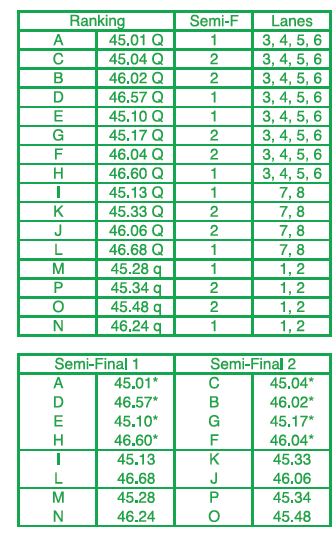 Ranking Semi-F Lanes
A 45.01 Q 1 3, 4, 5, 6
C 45.04 Q 2 3, 4, 5, 6
B 46.02 Q 2 3, 4, 5, 6
D 46.57 Q 1 3, 4, 5, 6
E 45.10 Q 1 3, 4, 5, 6
G 45.17 Q 2 3, 4, 5, 6
F 46.04 Q 2 3, 4, 5, 6
H 46.60 Q 1 3, 4, 5, 6
I 45.13 Q 1 7, 8
K 45.33 Q 2 7, 8
J 46.06 Q 2 7, 8
L 46.68 Q 1 7, 8
M 45.28 q 1 1, 2
P 45.34 q 2 1, 2
O 45.48 q 2 1, 2
N 46.24 q 1 1, 2
Semi-Final 1 Semi-Final 2
A 45.01* C 45.04*
D 46.57* B 46.02*
E 45.10* G 45.17*
H 46.60* F 46.04*
I 45.13 K 45.33
L 46.68 J 46.06
M 45.28 P 45.34
N 46.24 O 45.48